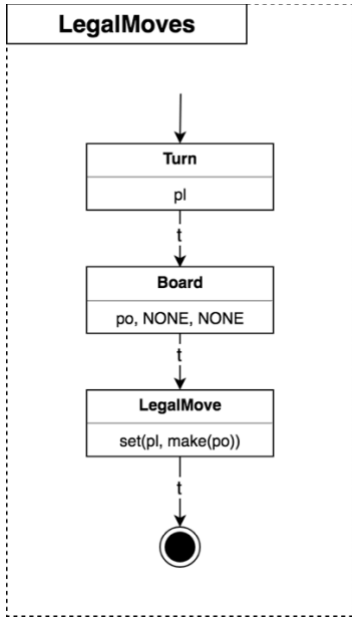 LegalMoves
Turn
pl
t
Board
po, NONE, NONE
t
LegalMove
set(pl, make(po))
t